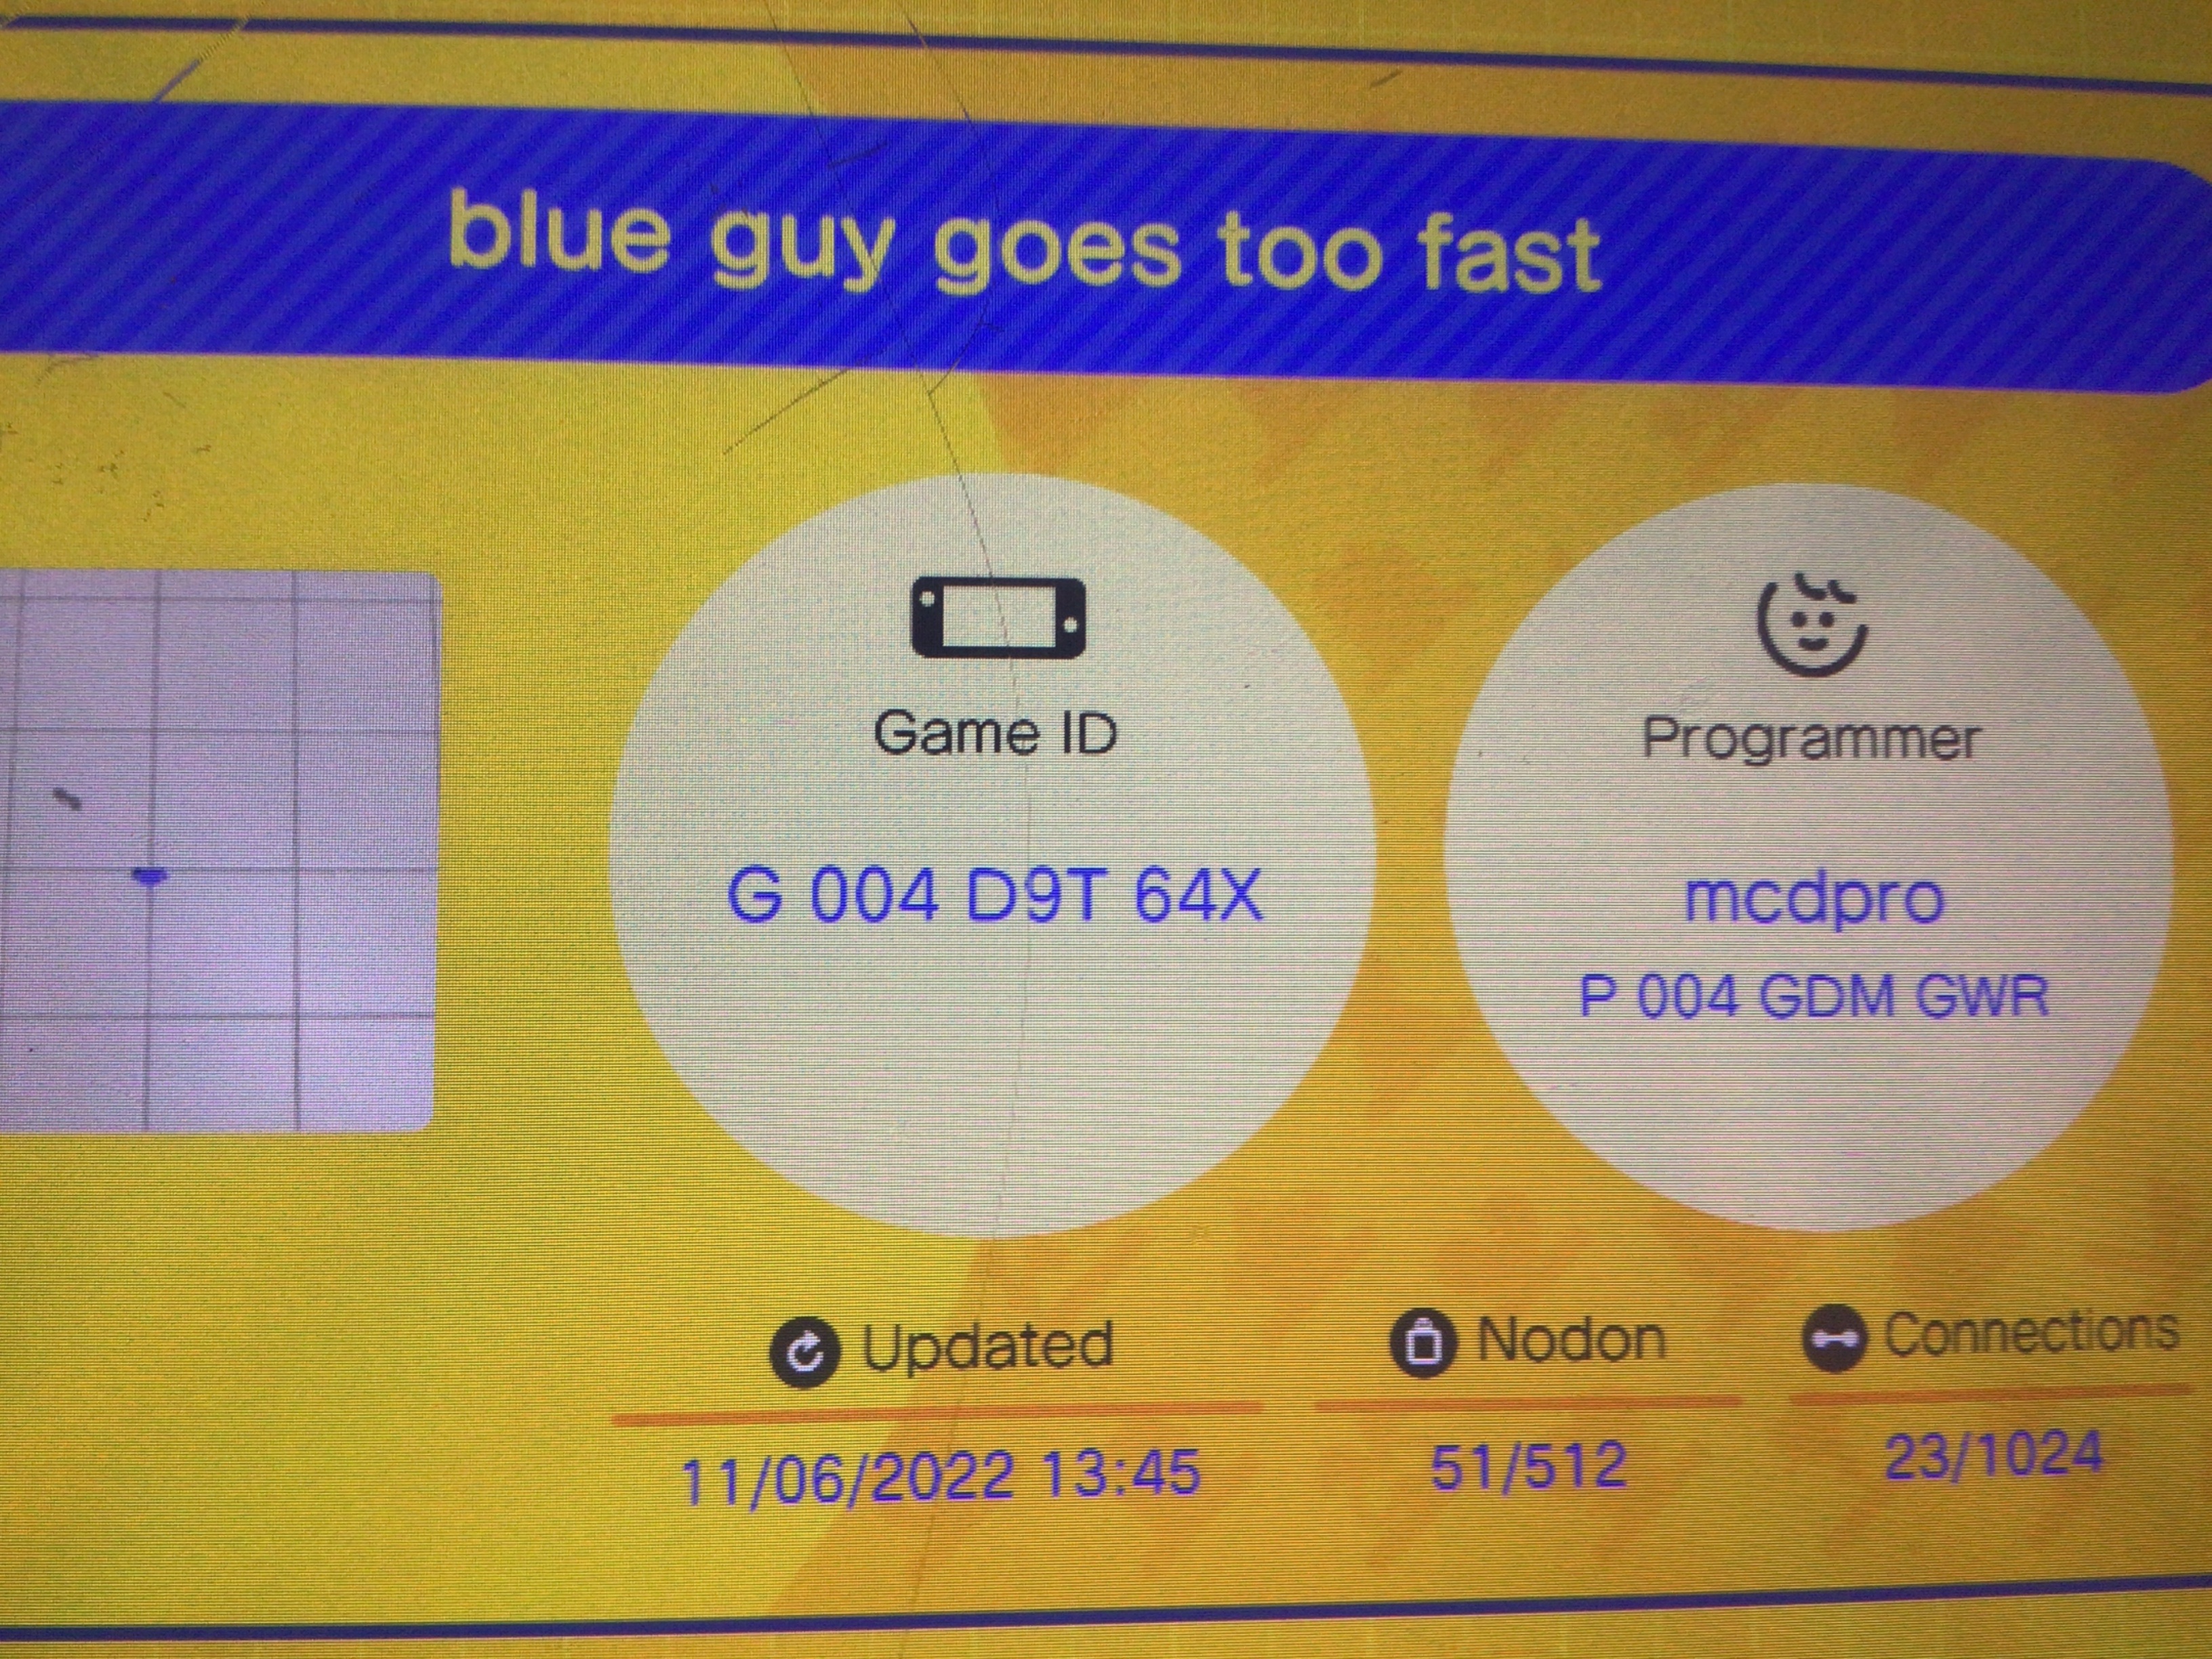 blue guy goes too fast
Game ID
G 004 D9T 64X
Programmer
mcdpro
P 004 GDM GWR
Updated
11/06/2022 13:45
Nodon
51/512
Connections
23/1024